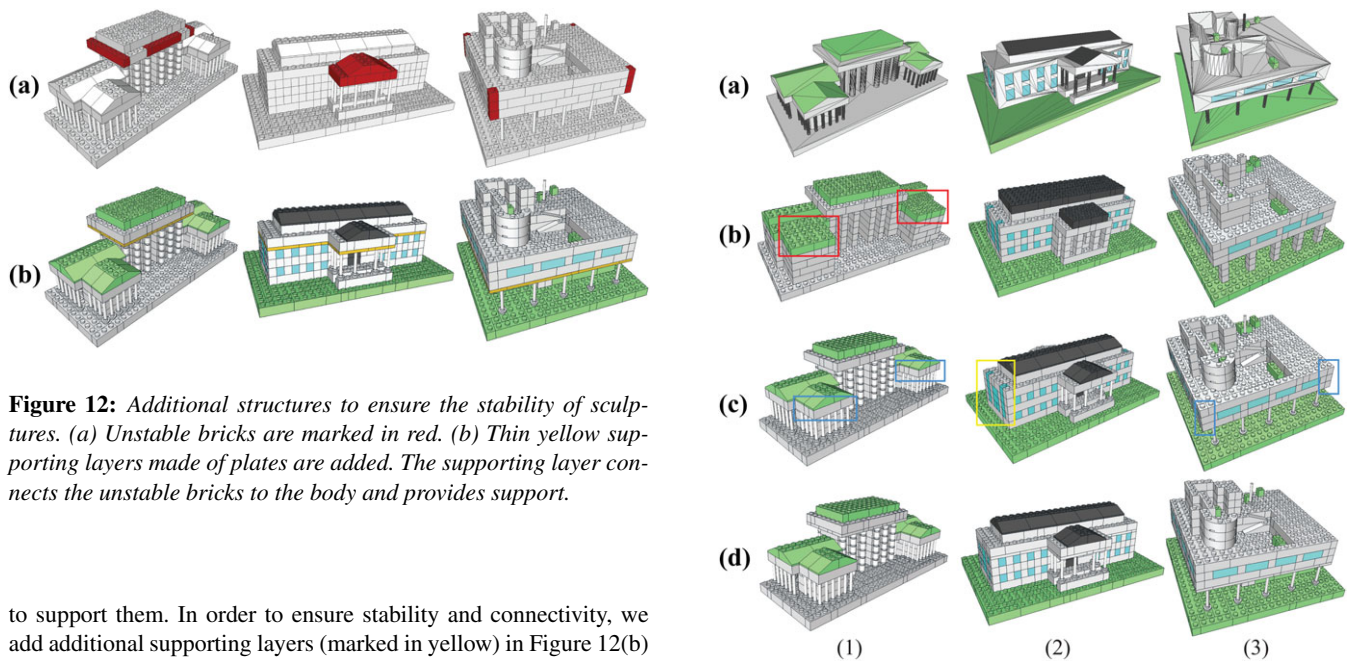 (a)
(b)
Figure 12: Additional structures to ensure the stability of sculp-
tures. (a) Unstable bricks are marked in red. (b) Thin yellow sup-
porting layers made of plates are added. The supporting layer con-
nects the unstable bricks to the body and provides support.
to support them. In order to ensure stability and connectivity, we
add additional supporting layers (marked in yellow) in Figure 12(b)
(a)
(b)
(c)
(d)
(1) (2) (3)